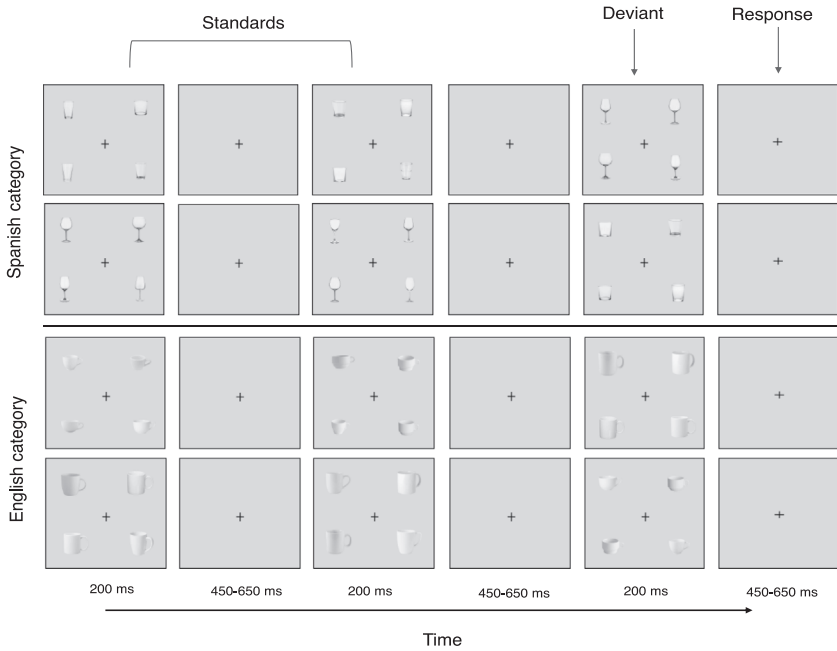 Standards
Deviant
Response
Spanish category
English category
200 ms
450-650 ms
200 ms
450-650 ms
200 ms
450-650 ms
Time